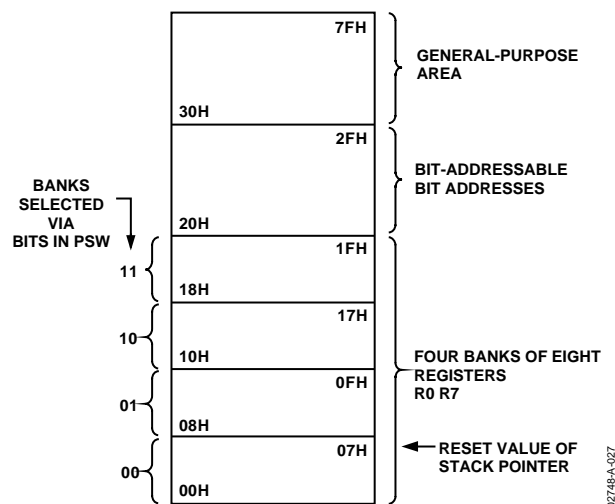 7FH
GENERAL-PURPOSE
AREA
30H
2FH
BIT-ADDRESSABLE
BIT ADDRESSES
BANKS
SELECTED
VIA
BITS IN PSW
20H
1FH
11
18H
17H
10
10H
FOUR BANKS OF EIGHT
REGISTERS
R0 R7
0FH
01
08H
07H
RESET VALUE OF
STACK POINTER
00
00H
02748-A-027